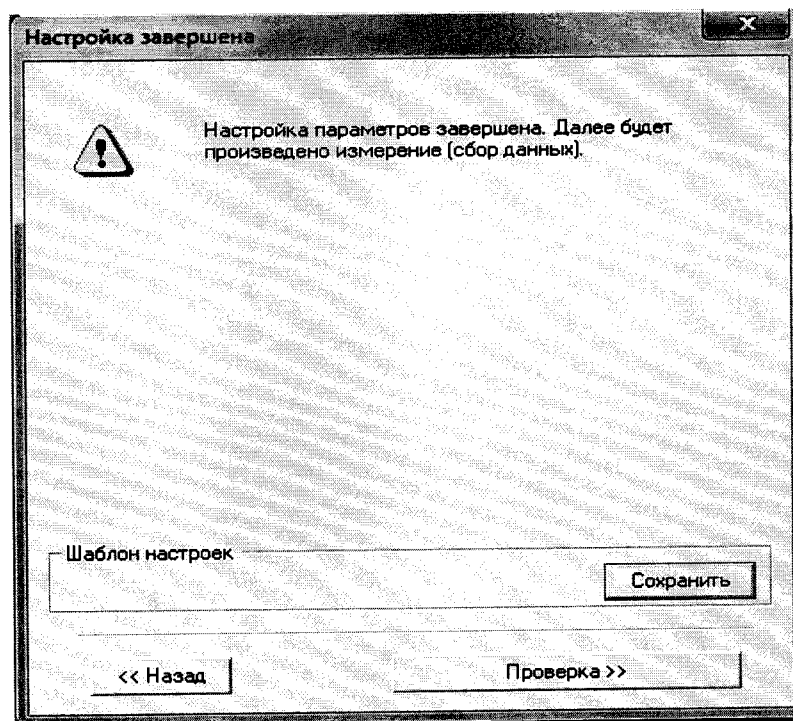 Настройка завершена
Настройка параметров завершена. Далее будет
произведено измерение (сбор данных).
Шаблон настроек
Сохранить
<< Назад
Проверка >>